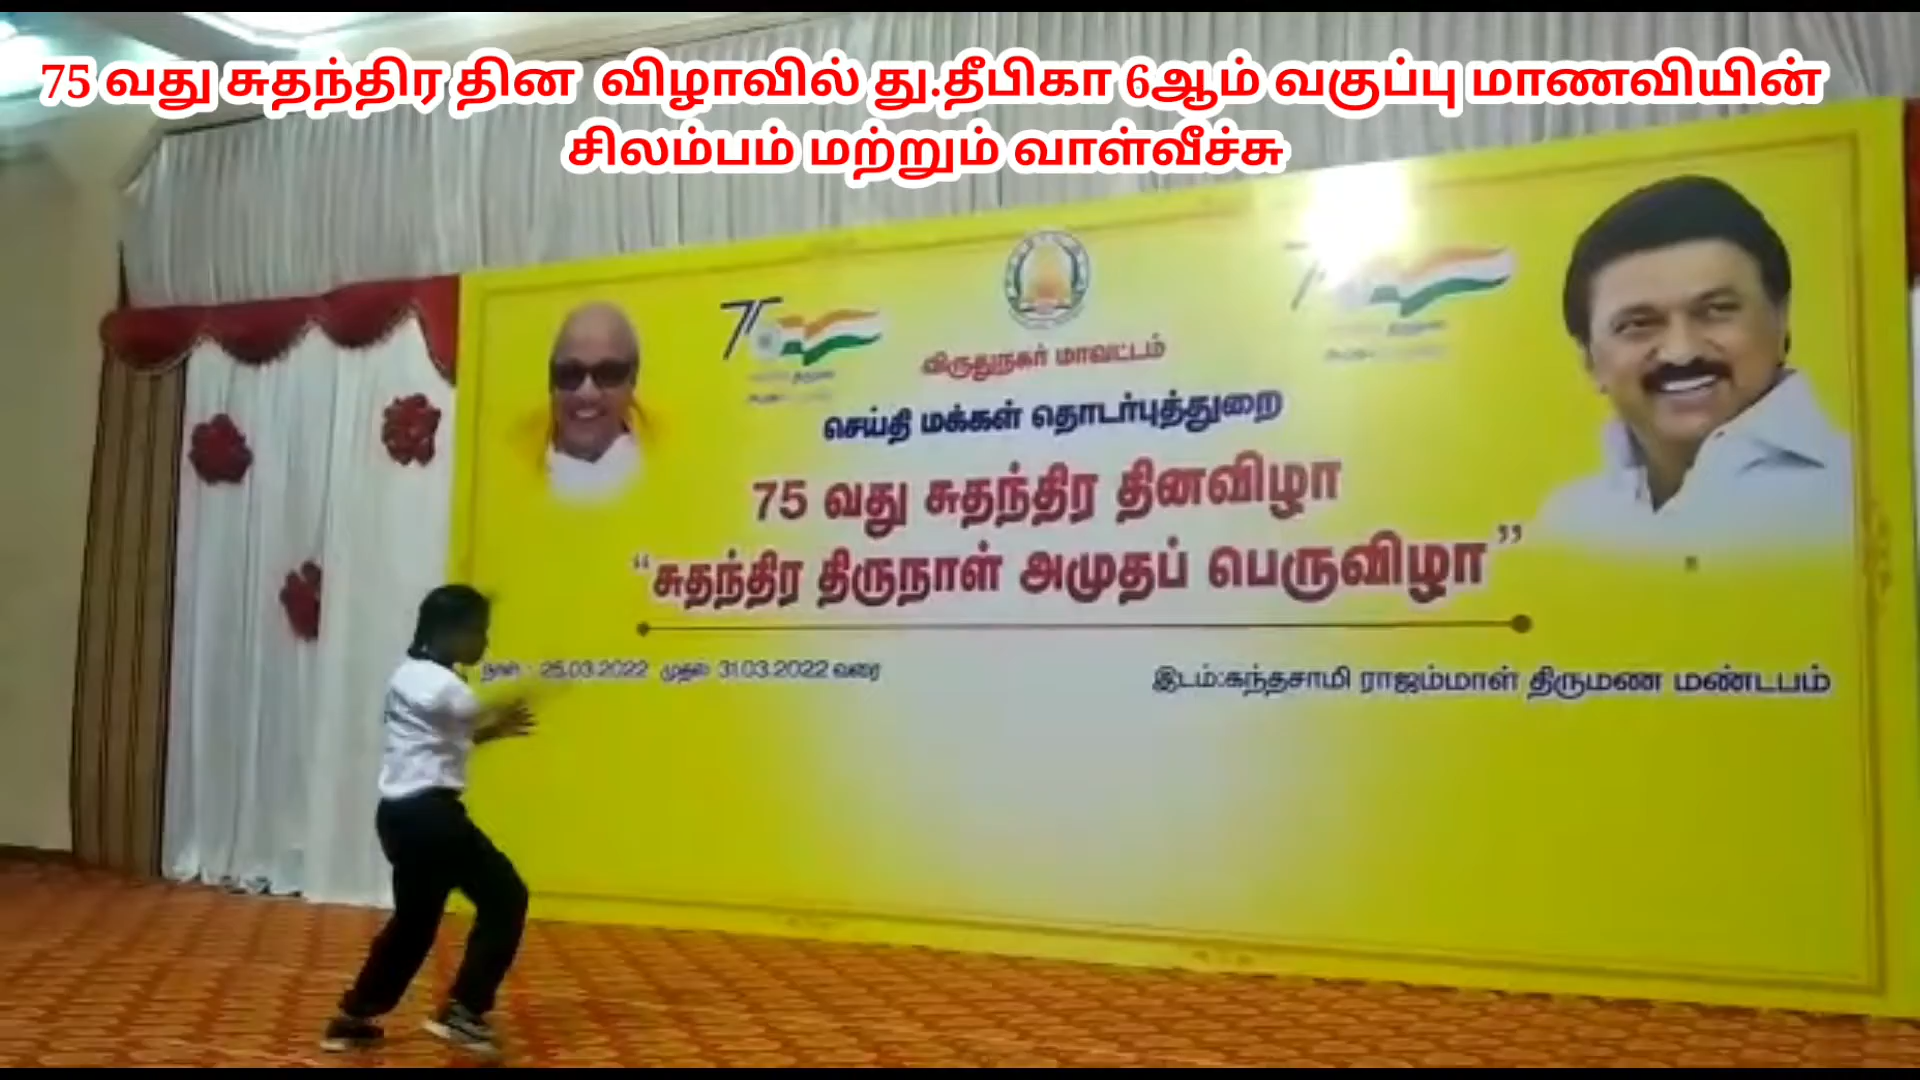 75 வது சுதந்திர தின விழாவில் து.தீபிகா 6ஆம் வகுப்பு மாணவியின்
சிலம்பம் மற்றும் வாள்வீச்சு
75
விருதுநகர் மாவட்டம்
செய்தி மக்கள் தொடர்புத்துறை
75 வது சுதந்திர தினவிழா
“சுதந்திர திருநாள் அமுதப் பெருவிழா”
நாள் : 25.03.2022 முதல் 31.03.2022 வரை
இடம்:கந்தசாமி ராஜம்மாள் திருமண மண்டபம்